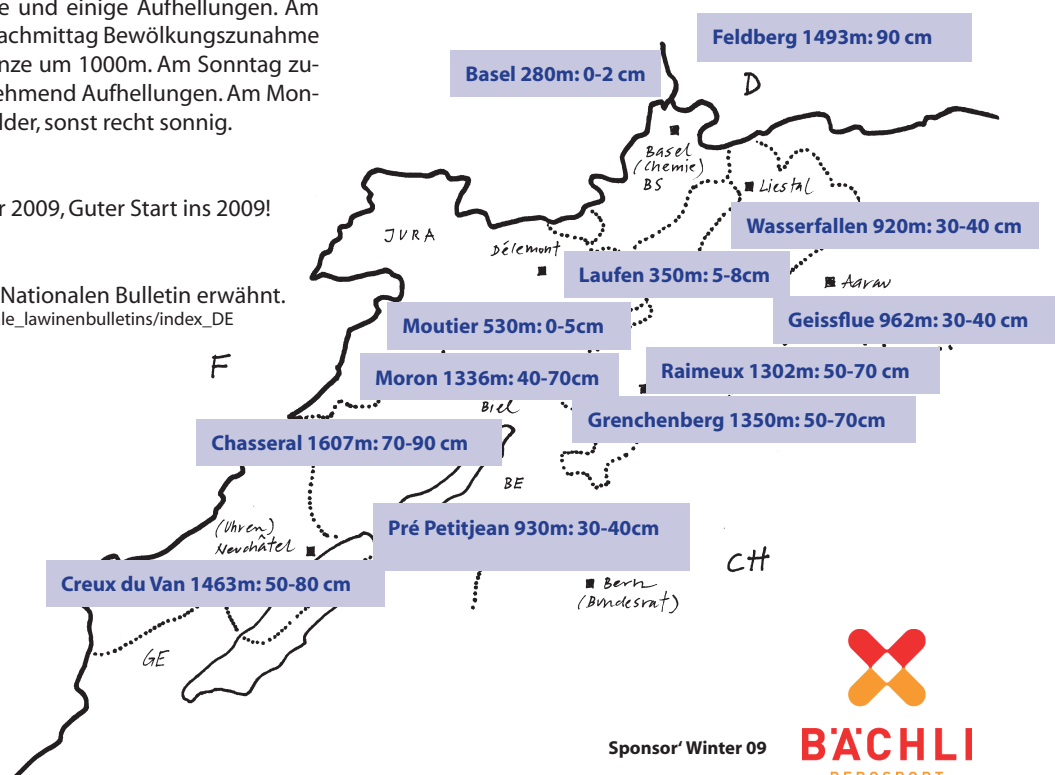 e und einige Aufhellungen. Am
achmittag Bewölkungszunahme
nze um 1000m. Am Sonntag zu-
ehmend Aufhellungen. Am Mon-
lder, sonst recht sonnig.
r 2009, Guter Start ins 2009!
Nationalen Bulletin erwähnt.
le_lawinenbulletins/index_DE
Feldberg 1493m: 90 cm
Basel 280m: 0-2 cm
D
Basel
(Chemie)
BS
Liestal
Wasserfallen 920m: 30-40 cm
JURA
Délemont
Laufen 350m: 5-8cm
Aarau
Moutier 530m: 0-5cm
Geissflue 962m: 30-40 cm
F
Moron 1336m: 40-70cm
Raimeux 1302m: 50-70 cm
Biel
Grenchenberg 1350m: 50-70cm
Chasseral 1607m: 70-90 cm
BE
(Uhren)
Neuchâtel
Pré Petitjean 930m: 30-40cm
CH
Creux du Van 1463m: 50-80 cm
Bern
(Bundesrat)
GE
Sponsor' Winter 09
BÄCHLI
BERGSPORT